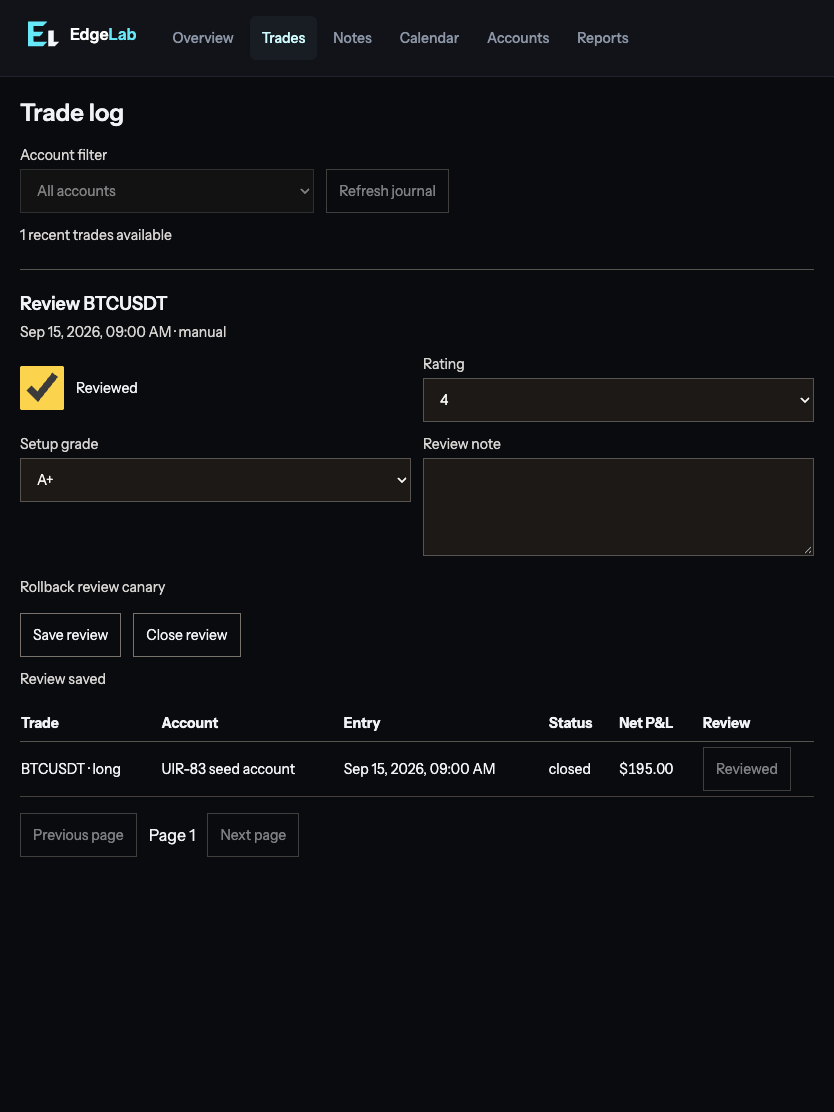 EL EdgeLab Overview Trades Notes Calendar Accounts Reports
Trade log
Account filter
All accounts Refresh journal
1 recent trades available
Review BTCUSDT
Sep 15, 2026, 09:00 AM · manual
Reviewed
Rating
4
Setup grade
A+
Review note
Rollback review canary
Save review Close review
Review saved
Trade Account Entry Status Net P&L Review
BTCUSDT · long UIR-83 seed account Sep 15, 2026, 09:00 AM closed $195.00 Reviewed
Previous page Page 1 Next page